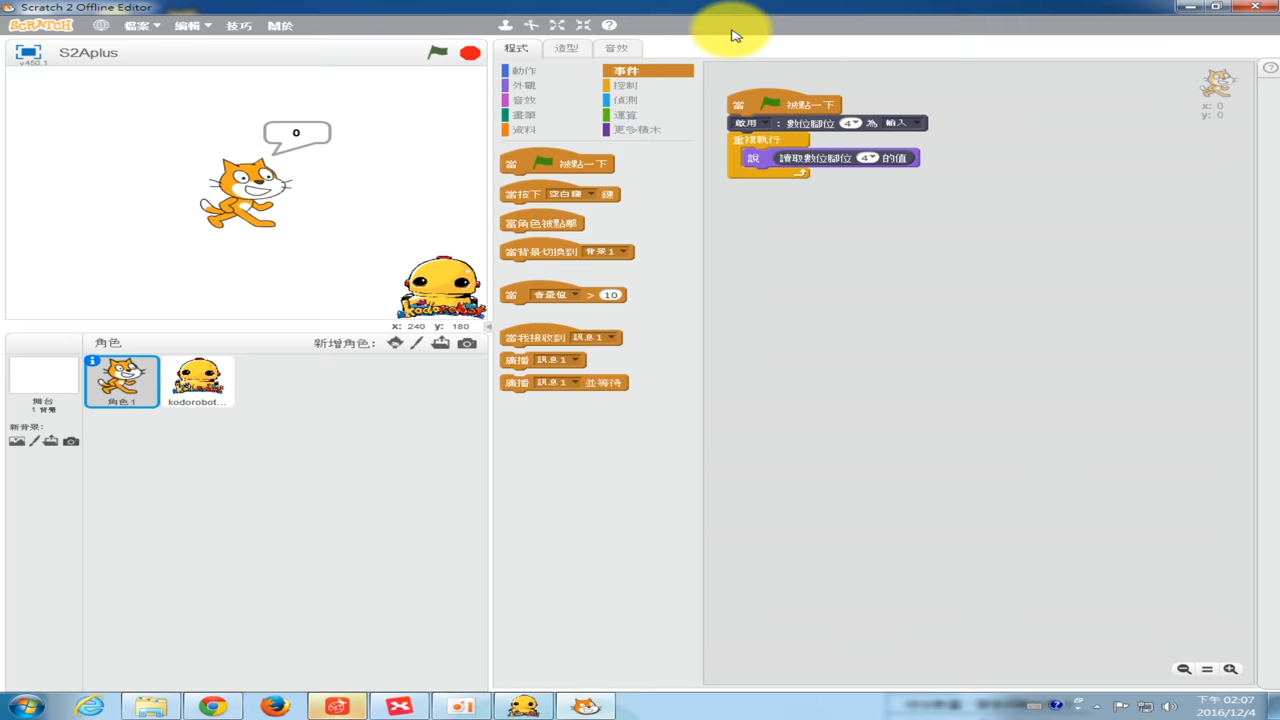 Scratch 2 Offline Editor
SCRATCH 檔案 編輯 技巧 關於
S2Aplus
v450.1
程式 造型 音效
動作 事件
外觀 控制
音效 偵測
畫筆 運算
資料 更多積木
當 被點一下
當按下 空白鍵 鍵
當角色被點擊
當背景切換到 背景1
當 音量值 > 10
當我接收到 訊息1
廣播 訊息1
廣播 訊息1 並等待
當 被點一下
啟用 : 數位腳位 4 為 輸入
重複執行
說 讀取數位腳位 4 的值
x: 0
y: 0
0
kodorobot
x: 240 y: 180
角色 新增角色:
舞台
1 背景
新背景:
角色1
kodorobot...
下午 02:07
2016/12/4